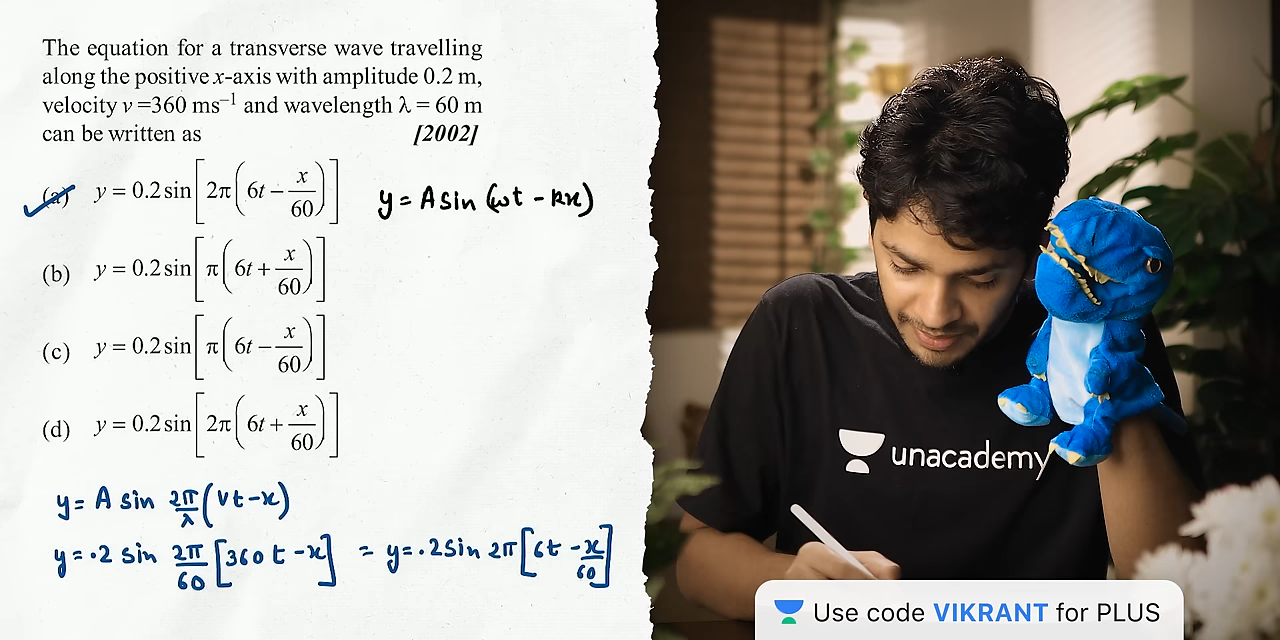 The equation for a transverse wave travelling
along the positive x-axis with amplitude 0.2 m,
velocity v =360 ms⁻¹ and wavelength λ = 60 m
can be written as [2002]
(a) y = 0.2 sin[2π(6t − x/60)] y = A sin (ωt - kx)
(b) y = 0.2 sin[π(6t + x/60)]
(c) y = 0.2 sin[π(6t − x/60)]
(d) y = 0.2 sin[2π(6t + x/60)]
y = A sin 2π/λ (vt - x)
y = .2 sin 2π/60 [360 t - x] = y = .2 sin 2π [6t - x/60]
unacademy
Use code VIKRANT for PLUS